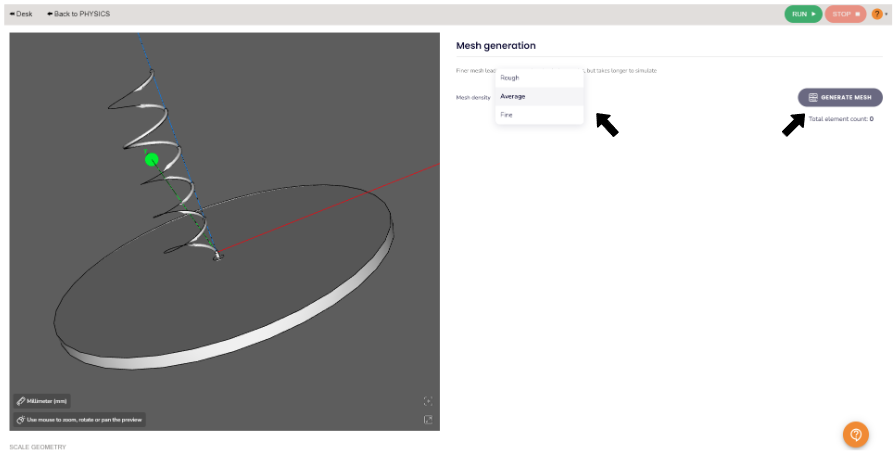 Desk
Back to PHYSICS
RUN
STOP
?
Mesh generation
Finer mesh leads
, but takes longer to simulate
Mesh density
Rough
Average
Fine
GENERATE MESH
Total element count: 0
Y
Millimeter (mm)
Use mouse to zoom, rotate or pan the preview
SCALE GEOMETRY